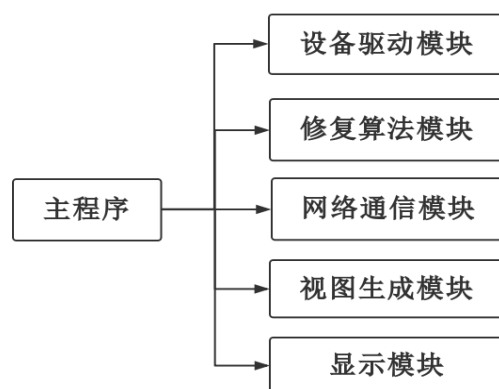 设备驱动模块
修复算法模块
主程序
网络通信模块
视图生成模块
显示模块